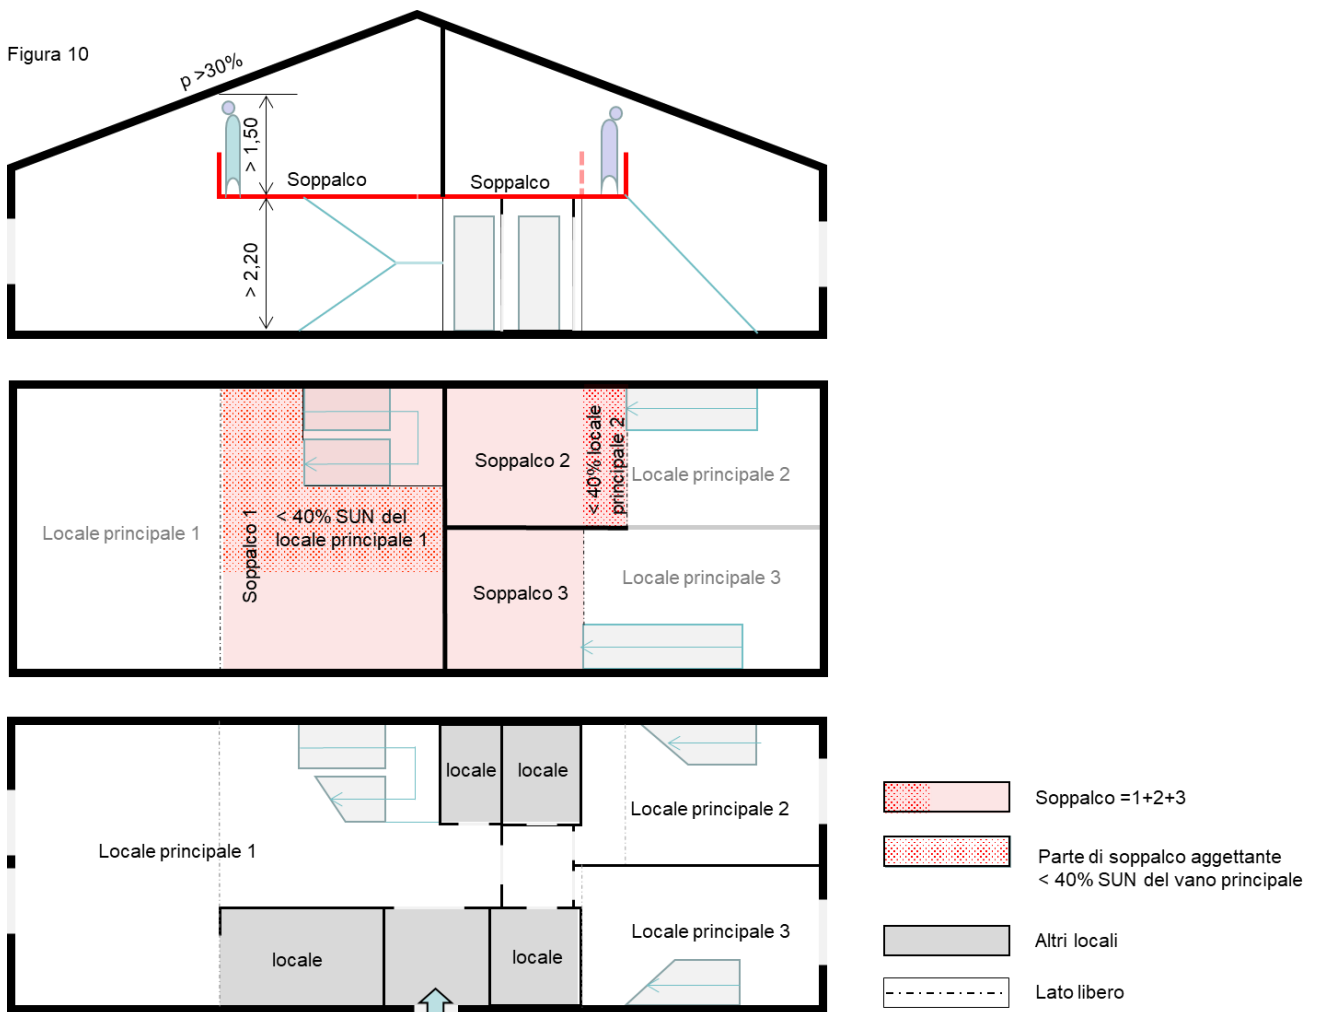 Figura 10
p >30%
> 1,50
Soppalco
Soppalco
> 2,20
Locale principale 1
Soppalco 1
< 40% SUN del
locale principale 1
Soppalco 2
< 40% locale
principale 2
Locale principale 2
Soppalco 3
Locale principale 3
locale
locale
Locale principale 2
Locale principale 1
Locale principale 3
locale
locale
Soppalco =1+2+3
Parte di soppalco aggettante
< 40% SUN del vano principale
Altri locali
Lato libero